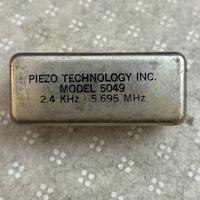 PIEZO TECHNOLOGY INC.
MODEL 5049
2.4 KHz - 5.695 MHz